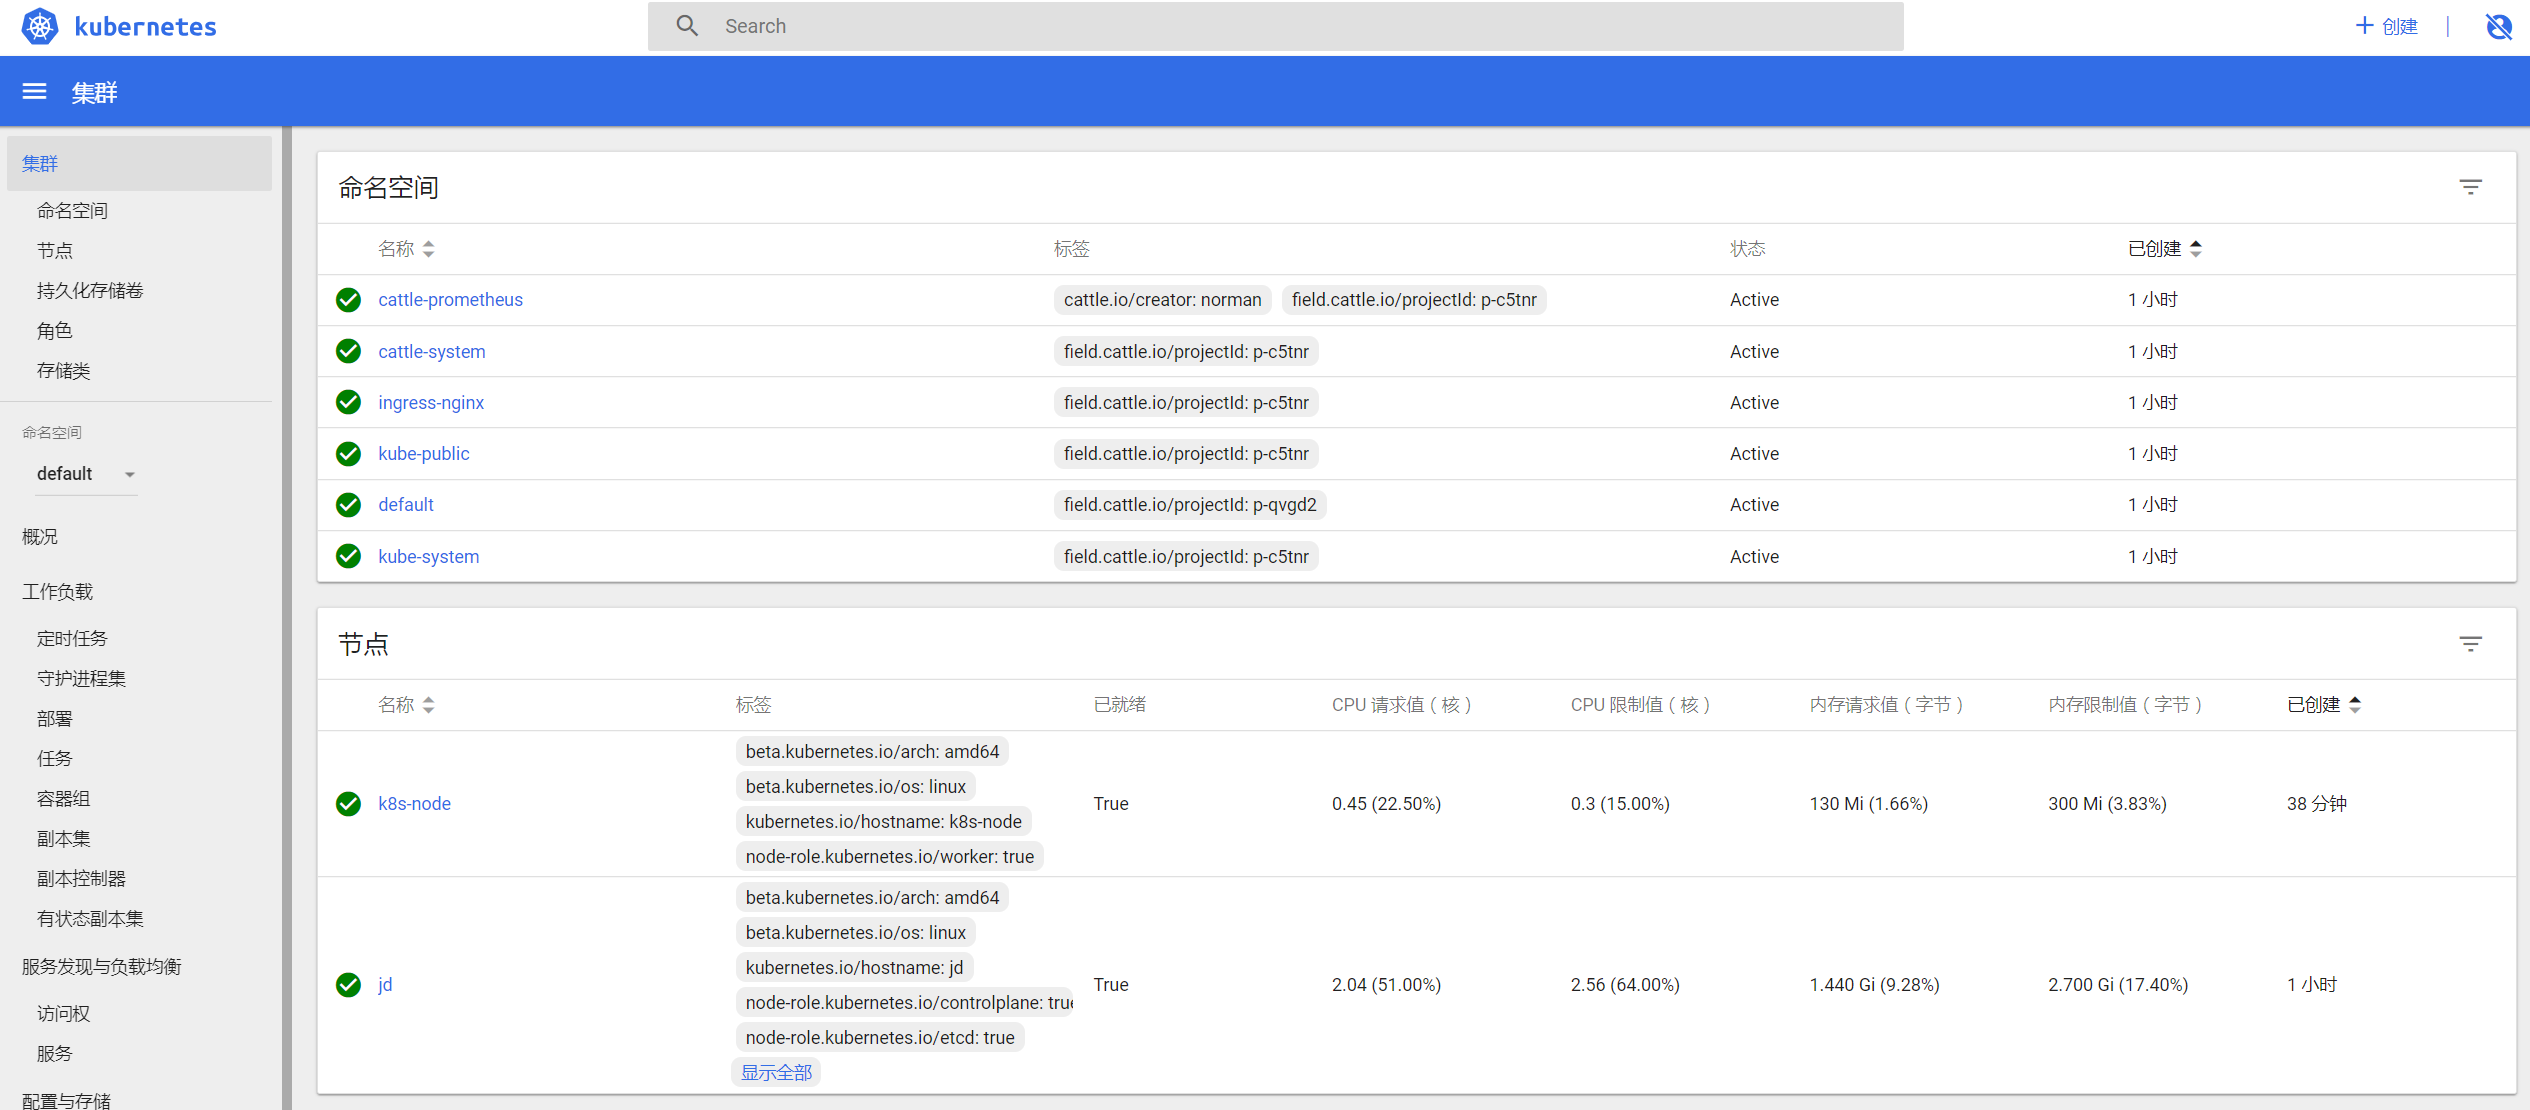 kubernetes
Search
创建
集群
集群
命名空间
节点
持久化存储卷
角色
存储类
命名空间
default
概况
工作负载
定时任务
守护进程集
部署
任务
容器组
副本集
副本控制器
有状态副本集
服务发现与负载均衡
访问权
服务
配置与存储
命名空间
名称 标签 状态 已创建
cattle-prometheus cattle.io/creator: norman field.cattle.io/projectId: p-c5tnr Active 1 小时
cattle-system field.cattle.io/projectId: p-c5tnr Active 1 小时
ingress-nginx field.cattle.io/projectId: p-c5tnr Active 1 小时
kube-public field.cattle.io/projectId: p-c5tnr Active 1 小时
default field.cattle.io/projectId: p-qvgd2 Active 1 小时
kube-system field.cattle.io/projectId: p-c5tnr Active 1 小时
节点
名称 标签 已就绪 CPU 请求值（核） CPU 限制值（核） 内存请求值（字节） 内存限制值（字节） 已创建
beta.kubernetes.io/arch: amd64
beta.kubernetes.io/os: linux
k8s-node True 0.45 (22.50%) 0.3 (15.00%) 130 Mi (1.66%) 300 Mi (3.83%) 38 分钟
kubernetes.io/hostname: k8s-node
node-role.kubernetes.io/worker: true
beta.kubernetes.io/arch: amd64
beta.kubernetes.io/os: linux
kubernetes.io/hostname: jd
jd True 2.04 (51.00%) 2.56 (64.00%) 1.440 Gi (9.28%) 2.700 Gi (17.40%) 1 小时
node-role.kubernetes.io/controlplane: true
node-role.kubernetes.io/etcd: true
显示全部